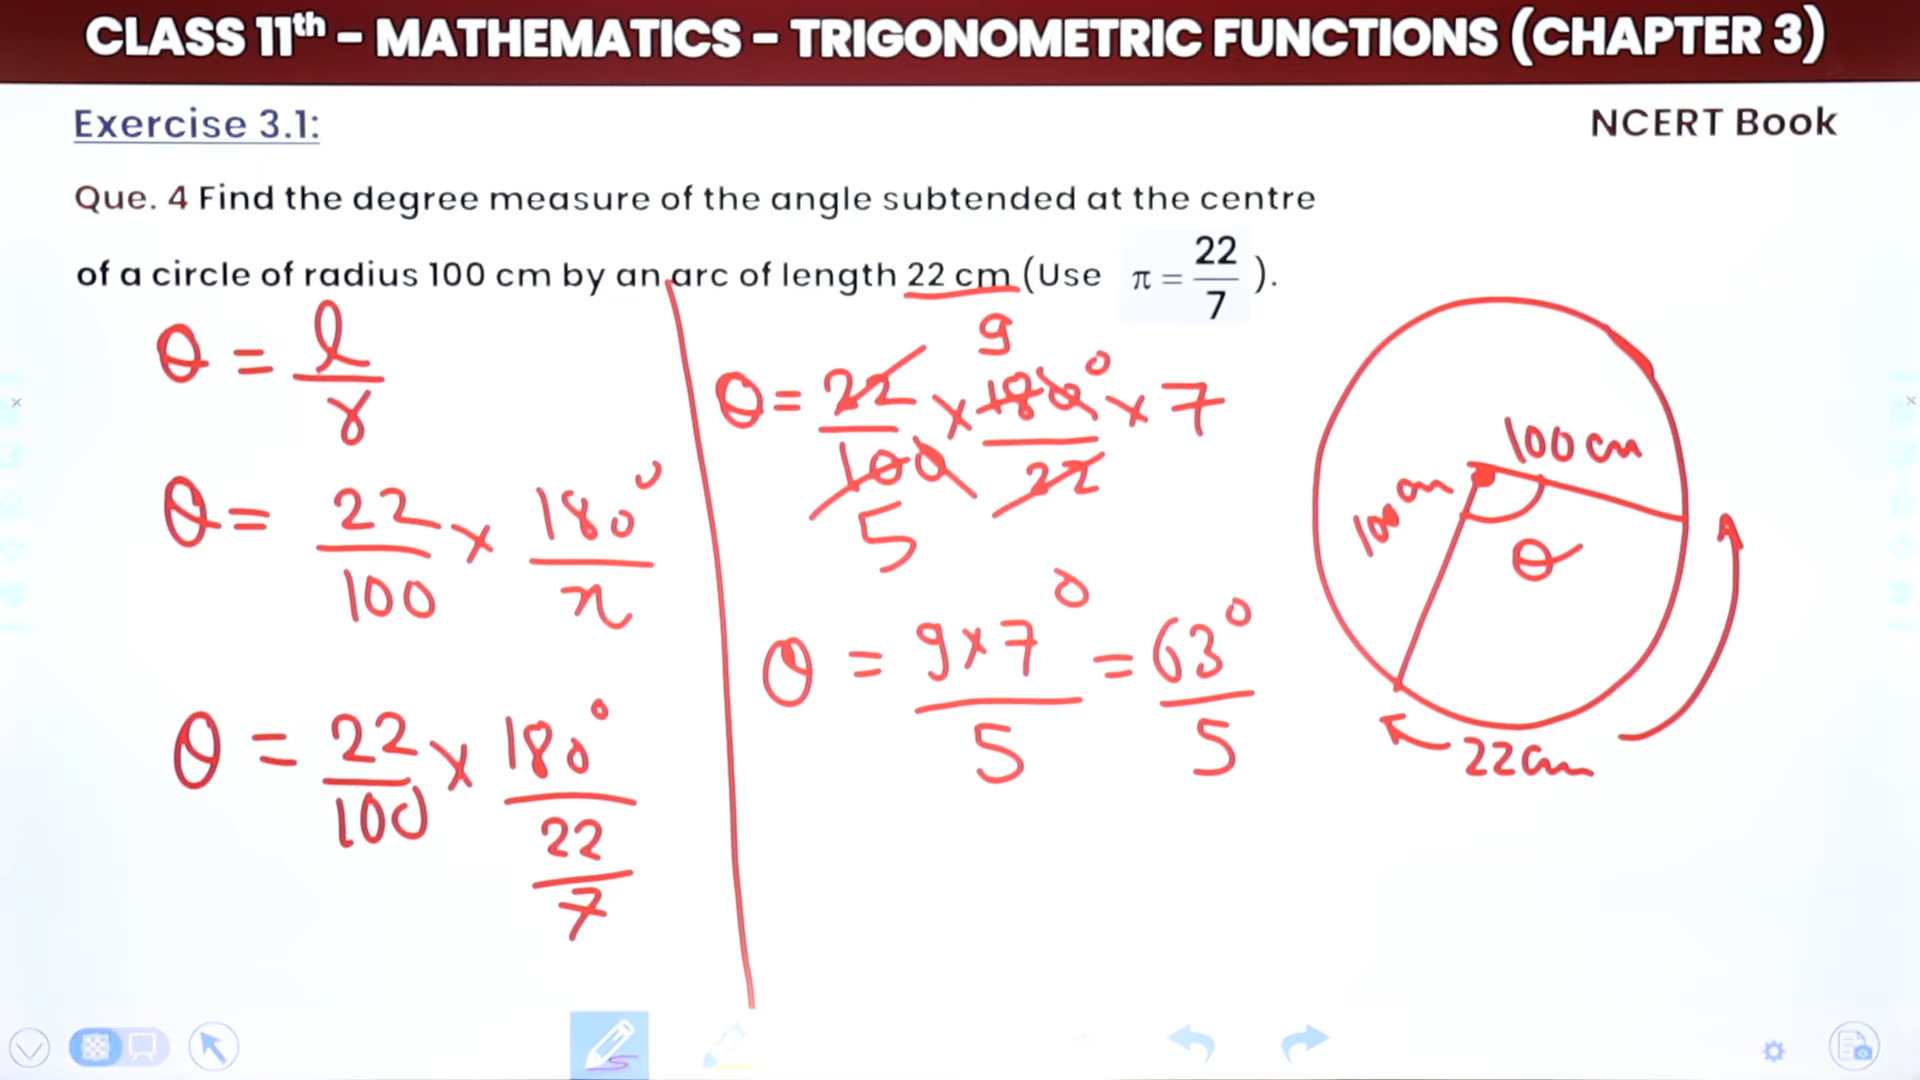 CLASS 11th - MATHEMATICS - TRIGONOMETRIC FUNCTIONS (CHAPTER 3)
Exercise 3.1:
NCERT Book
Que. 4 Find the degree measure of the angle subtended at the centre
of a circle of radius 100 cm by an arc of length 22 cm (Use π = 22/7 ).
θ = l/r
θ = 22/100 × 180°/π
θ = 22/100 × 180°/(22/7)
9
θ = 22/100 × 180°/22 × 7
5
θ = 9×7°/5 = 63°/5
100 cm
100 cm
θ
22 cm